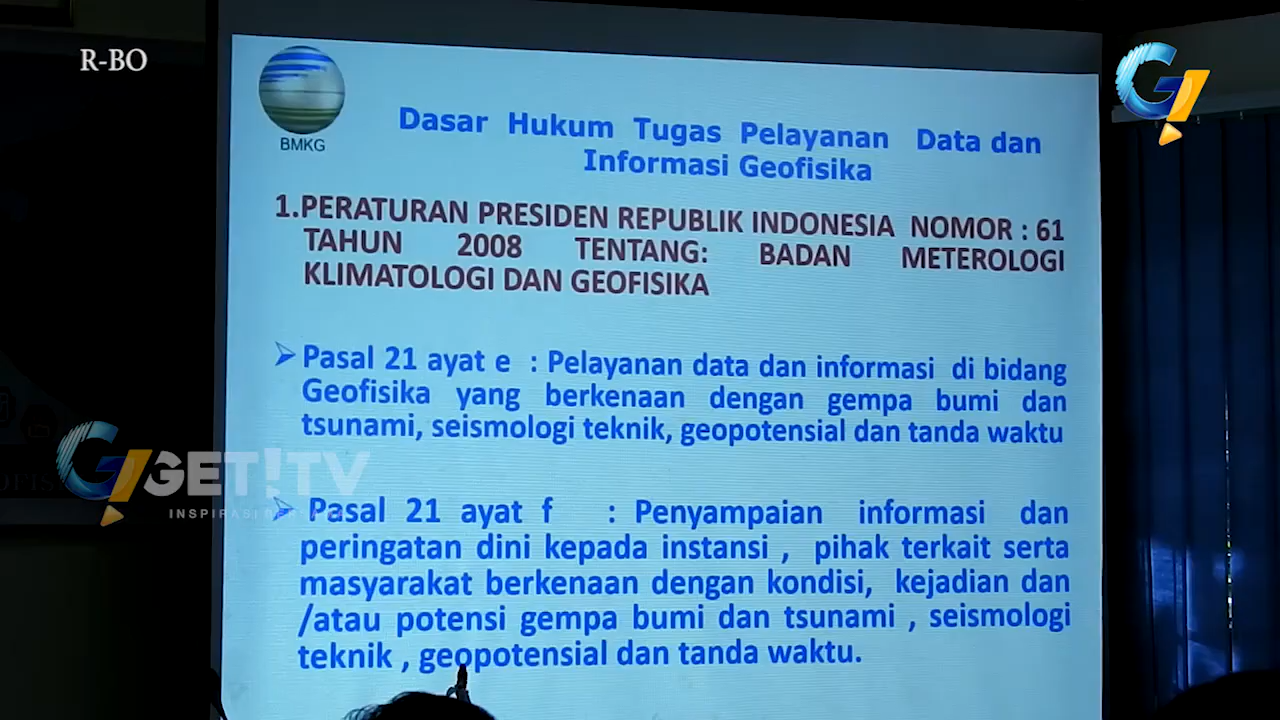 R-BO
BMKG
Dasar Hukum Tugas Pelayanan Data dan
Informasi Geofisika
1.PERATURAN PRESIDEN REPUBLIK INDONESIA NOMOR : 61
TAHUN 2008 TENTANG: BADAN METEROLOGI
KLIMATOLOGI DAN GEOFISIKA
Pasal 21 ayat e : Pelayanan data dan informasi di bidang
Geofisika yang berkenaan dengan gempa bumi dan
tsunami, seismologi teknik, geopotensial dan tanda waktu
GET!TV
INSPIRASI
Pasal 21 ayat f : Penyampaian informasi dan
peringatan dini kepada instansi , pihak terkait serta
masyarakat berkenaan dengan kondisi, kejadian dan
/atau potensi gempa bumi dan tsunami , seismologi
teknik , geopotensial dan tanda waktu.